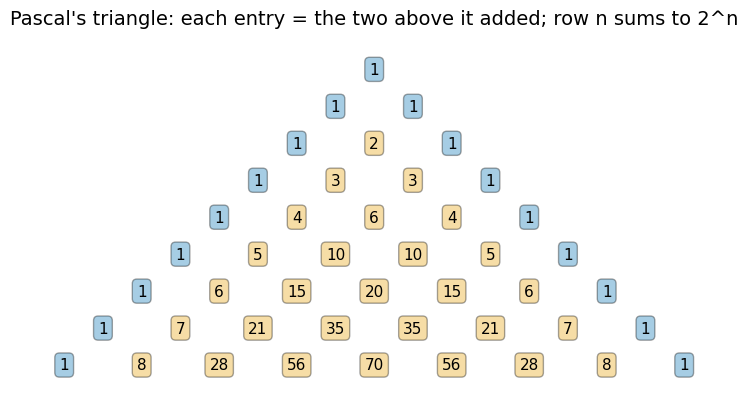 Pascal's triangle: each entry = the two above it added; row n sums to 2^n
1
1 1
1 2 1
1 3 3 1
1 4 6 4 1
1 5 10 10 5 1
1 6 15 20 15 6 1
1 7 21 35 35 21 7 1
1 8 28 56 70 56 28 8 1